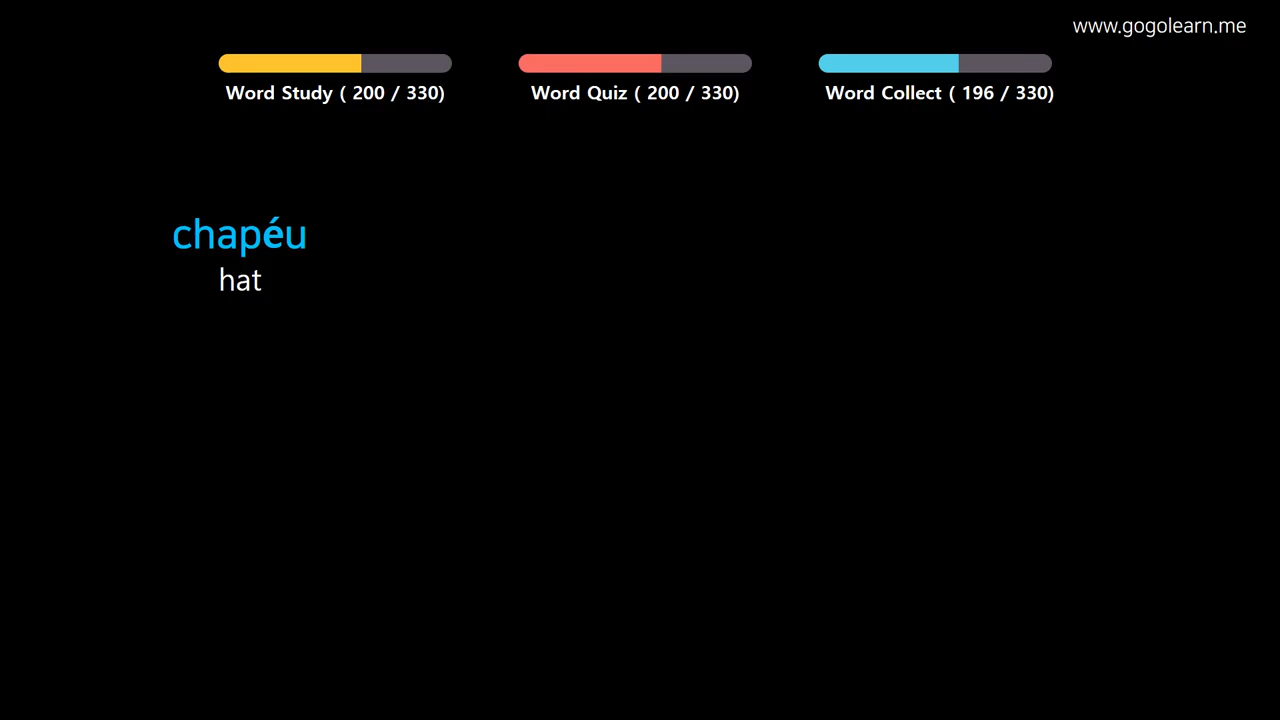 www.gogolearn.me
Word Study ( 200 / 330)
Word Quiz ( 200 / 330)
Word Collect ( 196 / 330)
chapéu
hat